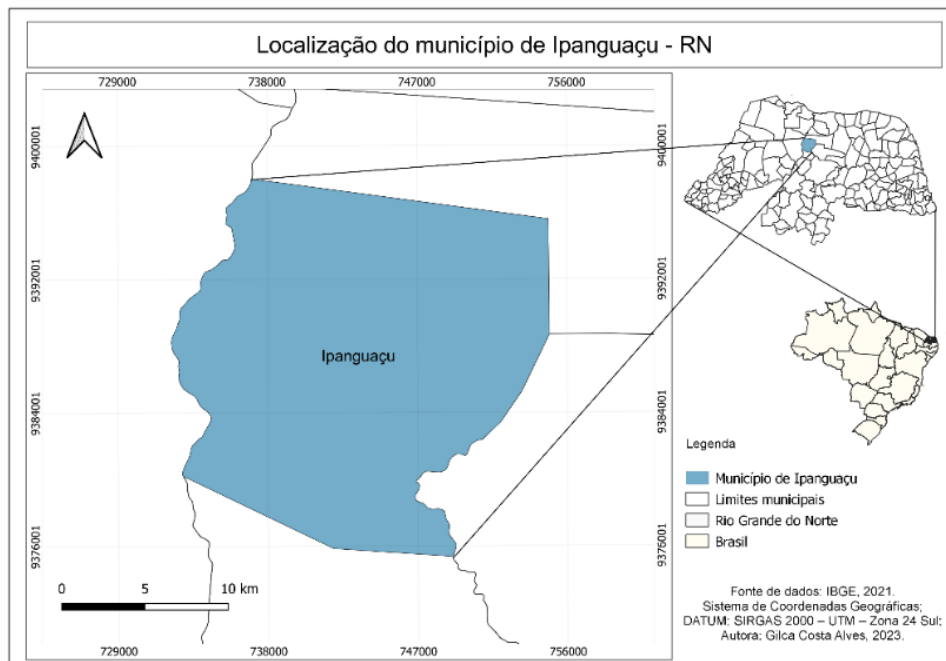 Localização do município de Ipanguaçu - RN
729000 738000 747000 756000
9400001 9400001
9392001 9392001
Ipanguaçu
9384001 9384001
9376001 9376001
0 5 10 km
729000 738000 747000 756000
Legenda
Município de Ipanguaçu
Limites municipais
Rio Grande do Norte
Brasil
Fonte de dados: IBGE, 2021.
Sistema de Coordenadas Geográficas;
DATUM: SIRGAS 2000 – UTM – Zona 24 Sul;
Autora: Gilca Costa Alves, 2023.